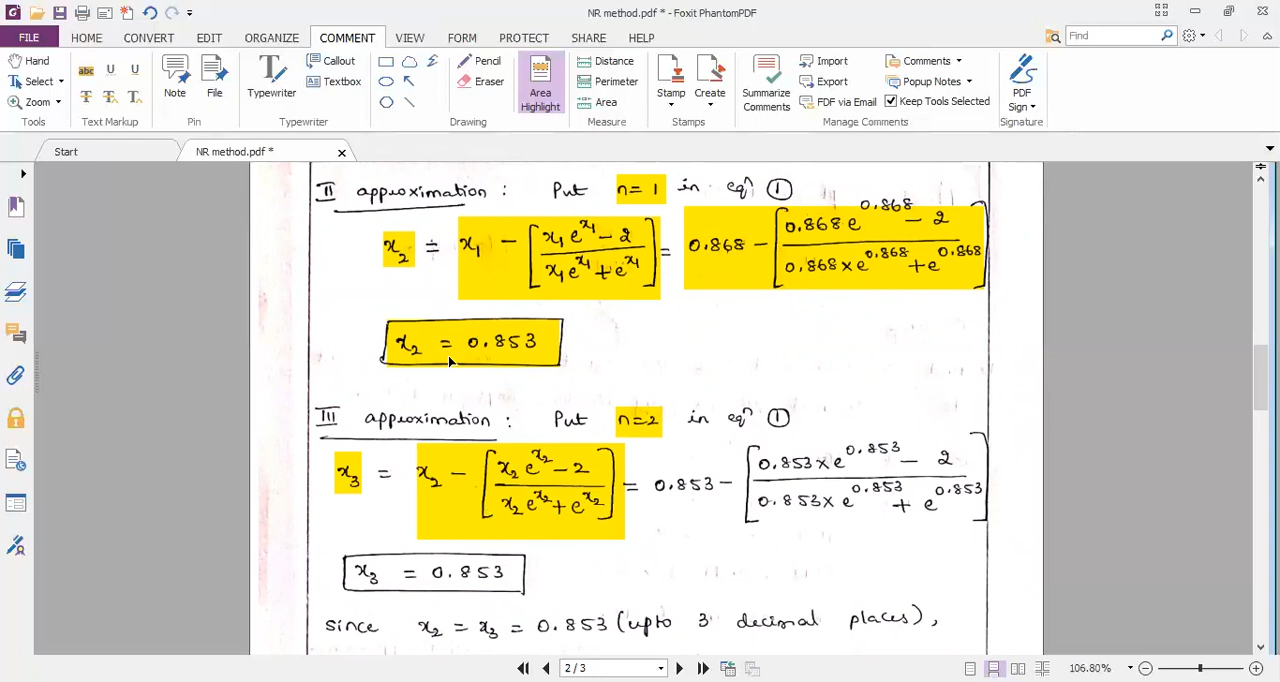 NR method.pdf * - Foxit PhantomPDF
FILE HOME CONVERT EDIT ORGANIZE COMMENT VIEW FORM PROTECT SHARE HELP Find
Hand Select Zoom Tools
abc U U T T T Text Markup
Note File Pin
Typewriter Callout Textbox Typewriter
Pencil Eraser Area Highlight Drawing
Distance Perimeter Area Measure
Stamp Create Stamps
Summarize Comments Import Export FDF via Email Comments Popup Notes Keep Tools Selected Manage Comments
PDF Sign Signature
Start NR method.pdf *
II approximation : Put n=1 in eqⁿ ①
x₂ = x₁ - [(x₁e^x₁ - 2)/(x₁e^x₁ + e^x₁)] = 0.868 - [(0.868 e^0.868 - 2)/(0.868 × e^0.868 + e^0.868)]
x₂ = 0.853
III approximation : Put n=2 in eqⁿ ①
x₃ = x₂ - [(x₂e^x₂ - 2)/(x₂e^x₂ + e^x₂)] = 0.853 - [(0.853 × e^0.853 - 2)/(0.853 × e^0.853 + e^0.853)]
x₃ = 0.853
since x₂ = x₃ = 0.853 (upto 3 decimal places),
2 / 3 106.80%